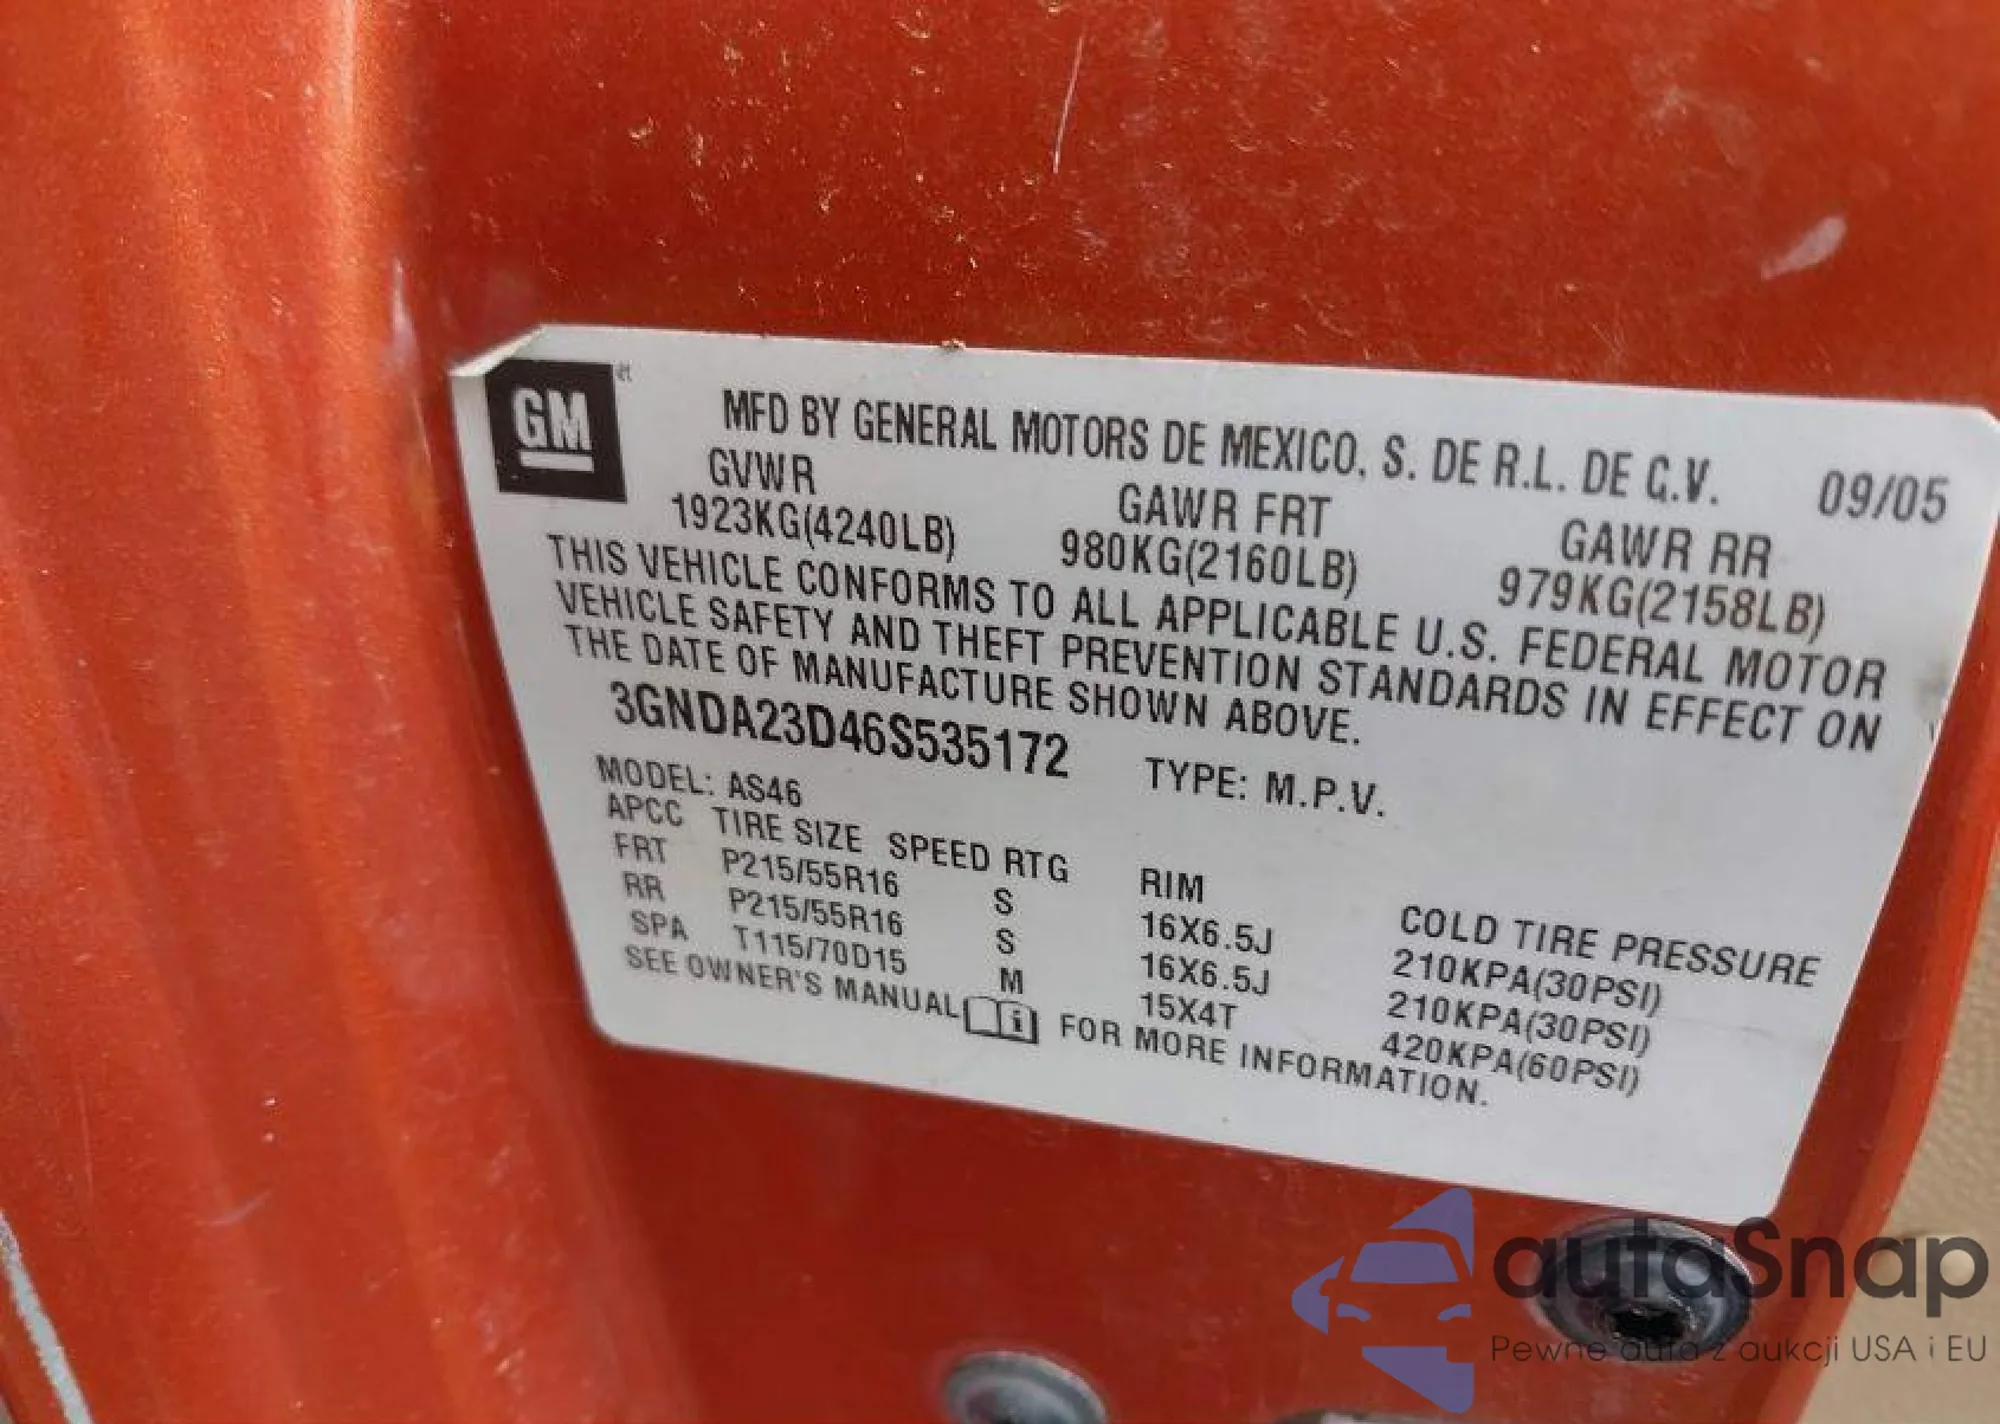 GM
MFD BY GENERAL MOTORS DE MEXICO, S. DE R.L. DE C.V. 09/05
GVWR GAWR FRT GAWR RR
1923KG(4240LB) 980KG(2160LB) 979KG(2158LB)
THIS VEHICLE CONFORMS TO ALL APPLICABLE U.S. FEDERAL MOTOR
VEHICLE SAFETY AND THEFT PREVENTION STANDARDS IN EFFECT ON
THE DATE OF MANUFACTURE SHOWN ABOVE.
3GNDA23D46S535172 TYPE: M.P.V.
MODEL: AS46
APCC TIRE SIZE SPEED RTG RIM COLD TIRE PRESSURE
FRT P215/55R16 S 16X6.5J 210KPA(30PSI)
RR P215/55R16 S 16X6.5J 210KPA(30PSI)
SPA T115/70D15 M 15X4T 420KPA(60PSI)
SEE OWNER'S MANUAL i FOR MORE INFORMATION.
autaSnap
Pewne auta z aukcji USA i EU